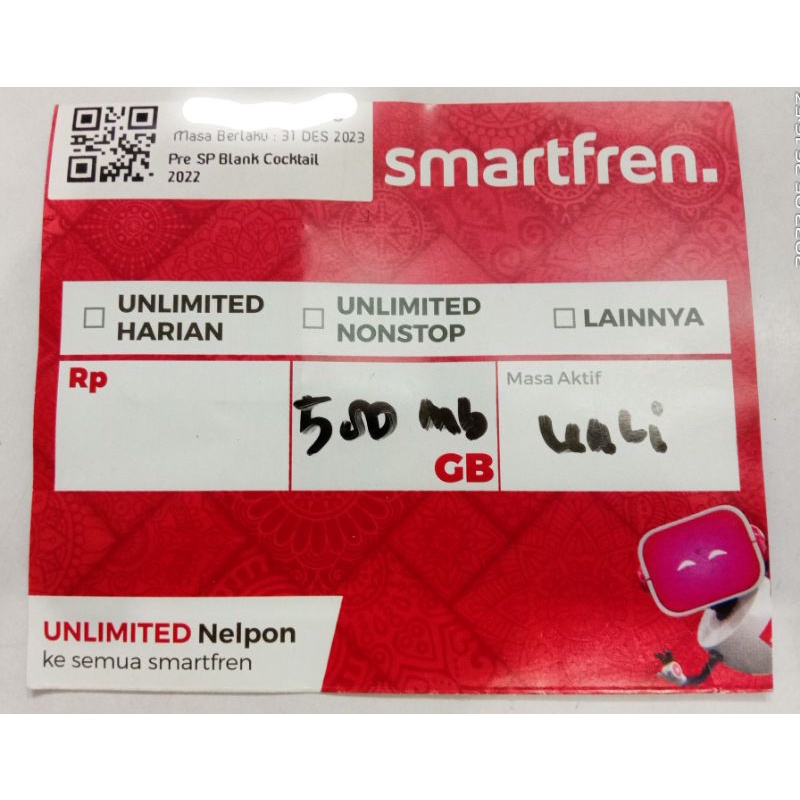 Masa Berlaku : 31 DES 2023
Pre SP Blank Cocktail
2022
smartfren.
UNLIMITED
HARIAN
UNLIMITED
NONSTOP
LAINNYA
Rp
500 Mb
GB
Masa Aktif
UNLIMITED Nelpon
ke semua smartfren